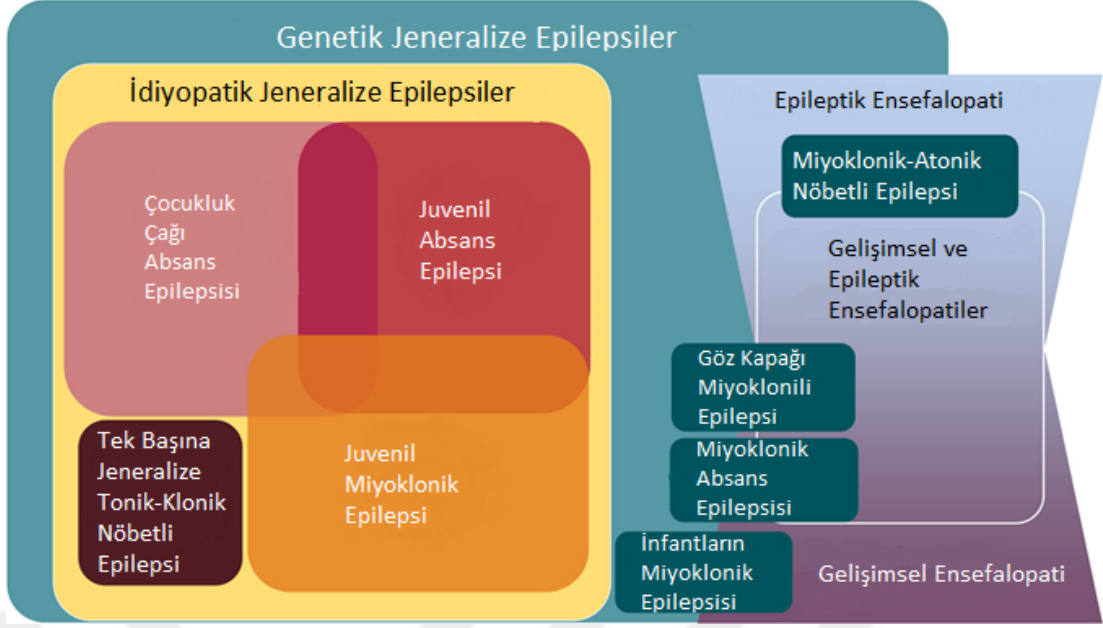 Genetik Jeneralize Epilepsiler
İdiyopatik Jeneralize Epilepsiler
Çocukluk
Çağı
Absans
Epilepsisi
Juvenil
Absans
Epilepsi
Tek Başına
Jeneralize
Tonik-Klonik
Nöbetli
Epilepsi
Juvenil
Miyoklonik
Epilepsi
Epileptik Ensefalopati
Miyoklonik-Atonik
Nöbetli Epilepsi
Gelişimsel ve
Epileptik
Ensefalopatiler
Göz Kapağı
Miyoklonili
Epilepsi
Miyoklonik
Absans
Epilepsisi
İnfantların
Miyoklonik
Epilepsisi
Gelişimsel Ensefalopati